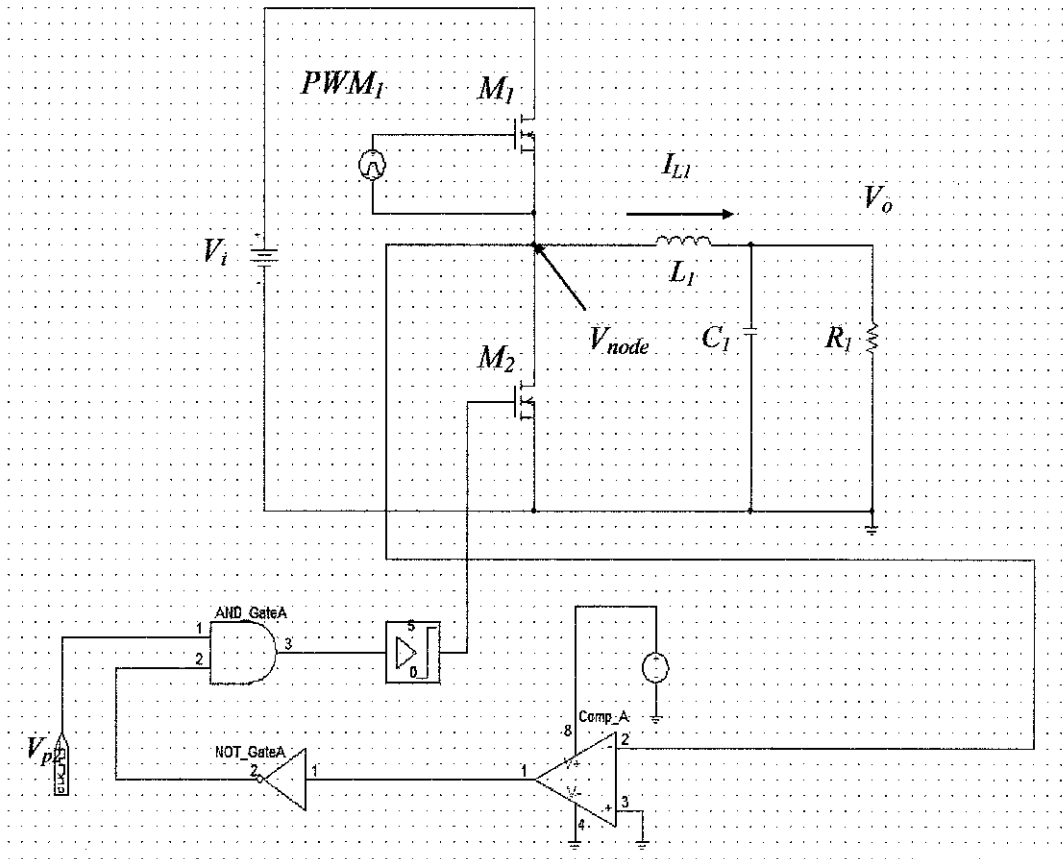 PWM1
M1
IL1
Vo
Vi
L1
Vnode
C1
R1
M2
AND_GateA
1
2
3
5
0
Comp_A
8
V+
2
-
1
V-
+
3
4
NOT_GateA
2
1